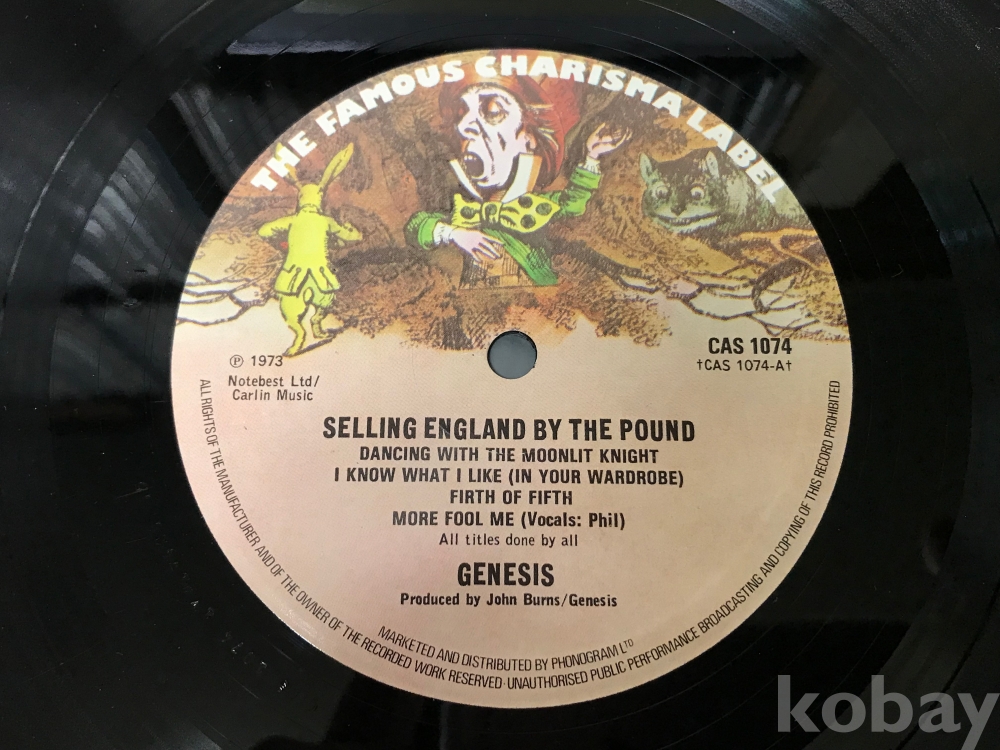 THE FAMOUS CHARISMA LABEL
CAS 1074
†CAS 1074-A†
℗ 1973
Notebest Ltd/
Carlin Music
SELLING ENGLAND BY THE POUND
DANCING WITH THE MOONLIT KNIGHT
I KNOW WHAT I LIKE (IN YOUR WARDROBE)
FIRTH OF FIFTH
MORE FOOL ME (Vocals: Phil)
All titles done by all
GENESIS
Produced by John Burns/Genesis
MARKETED AND DISTRIBUTED BY PHONOGRAM LTD
ALL RIGHTS OF THE MANUFACTURER AND OF THE OWNER OF THE RECORDED WORK RESERVED · UNAUTHORISED PUBLIC PERFORMANCE BROADCASTING AND COPYING OF THIS RECORD PROHIBITED
kobay